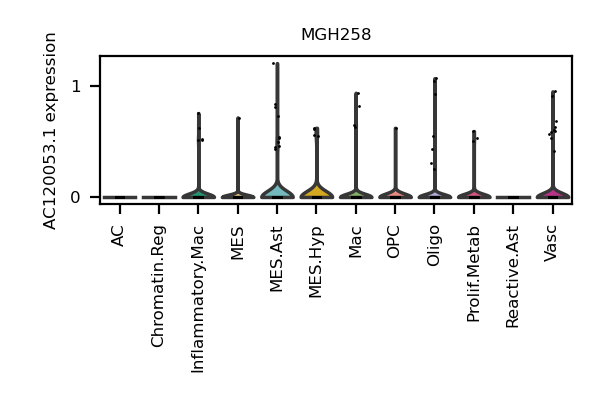 MGH258
AC120053.1 expression
1
0
AC
Chromatin.Reg
Inflammatory.Mac
MES
MES.Ast
MES.Hyp
Mac
OPC
Oligo
Prolif.Metab
Reactive.Ast
Vasc